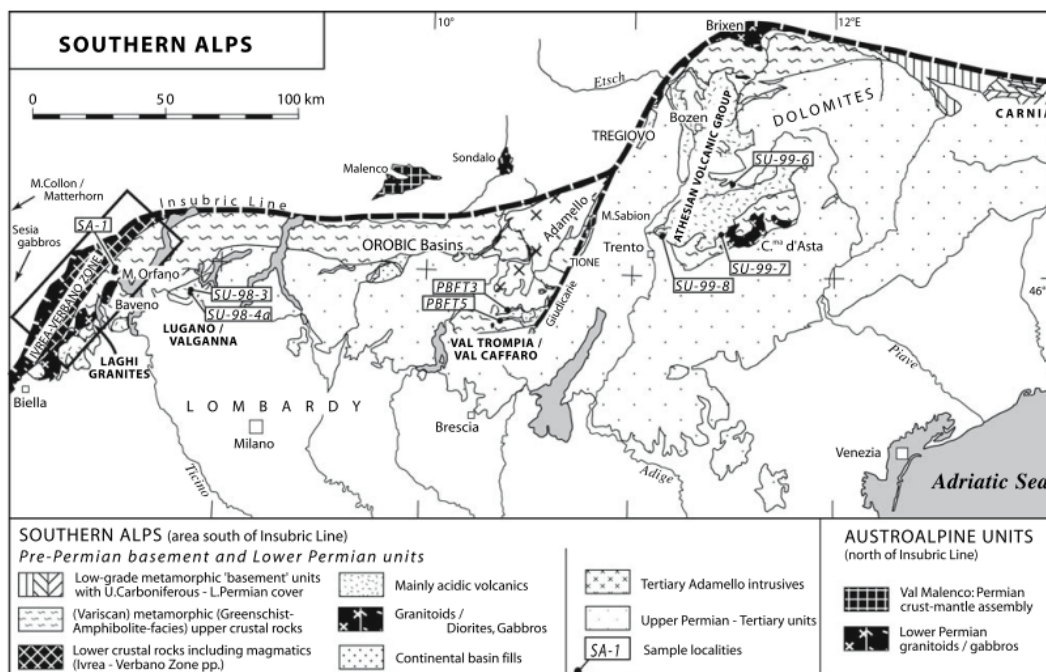 SOUTHERN ALPS
0 50 100 km
10°
12°E
46°
Brixen
Etsch
Bozen
TREGIOVO
DOLOMITES
CARNIA
ATHESIAN VOLCANIC GROUP
SU-99-6
Malenco
Sondalo
M.Collon /
Matterhorn
SA-1
Insubric Line
Sesia
gabbros
Adamello
M.Sabion
Trento
C.ma d'Asta
SU-99-7
SU-99-8
OROBIC Basins
TIONE
Giudicarie
M. Orfano
IVREA-VERBANO ZONE
Baveno
SU-98-3
SU-98-4a
PBFT3
PBFT5
LUGANO /
VALGANNA
VAL TROMPIA /
VAL CAFFARO
LAGHI
GRANITES
Biella
LOMBARDY
Milano
Brescia
Ticino
Adige
Piave
Venezia
Adriatic Sea
SOUTHERN ALPS (area south of Insubric Line)
Pre-Permian basement and Lower Permian units
Low-grade metamorphic 'basement' units
with U.Carboniferous - L.Permian cover
(Variscan) metamorphic (Greenschist-
Amphibolite-facies) upper crustal rocks
Lower crustal rocks including magmatics
(Ivrea - Verbano Zone pp.)
Mainly acidic volcanics
Granitoids /
Diorites, Gabbros
Continental basin fills
Tertiary Adamello intrusives
Upper Permian - Tertiary units
SA-1 Sample localities
AUSTROALPINE UNITS
(north of Insubric Line)
Val Malenco: Permian
crust-mantle assembly
Lower Permian
granitoids / gabbros